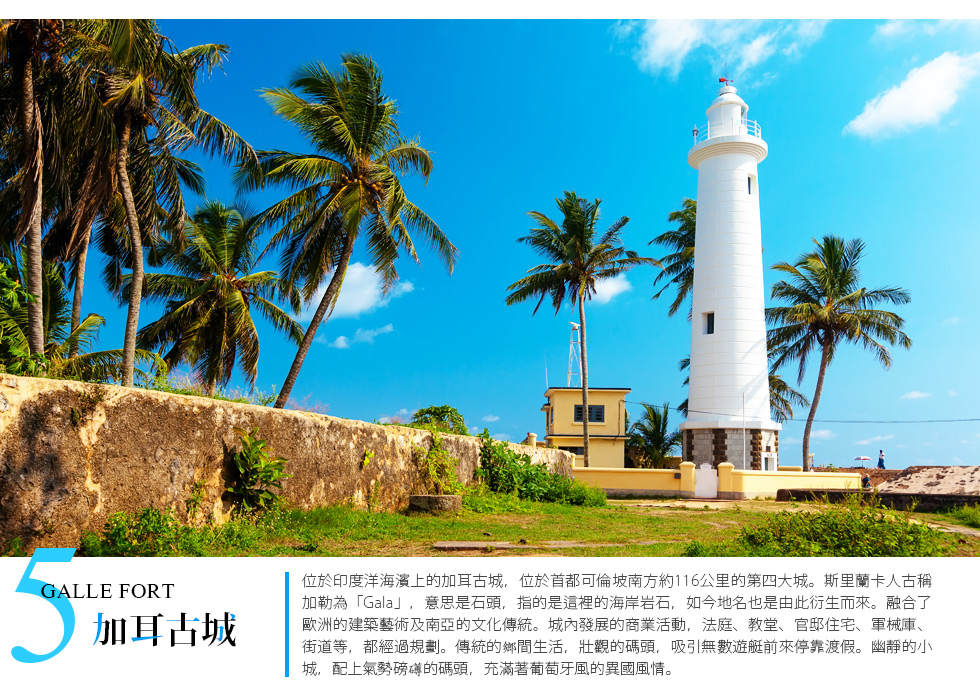 5
GALLE FORT
加耳古城
位於印度洋海濱上的加耳古城，位於首都可倫坡南方約116公里的第四大城。斯里蘭卡人古稱
加勒為「Gala」，意思是石頭，指的是這裡的海岸岩石，如今地名也是由此衍生而來。融合了
歐洲的建築藝術及南亞的文化傳統。城內發展的商業活動，法庭、教堂、官邸住宅、軍械庫、
街道等，都經過規劃。傳統的鄉間生活，壯觀的碼頭，吸引無數遊艇前來停靠渡假。幽靜的小
城，配上氣勢磅礡的碼頭，充滿著葡萄牙風的異國風情。